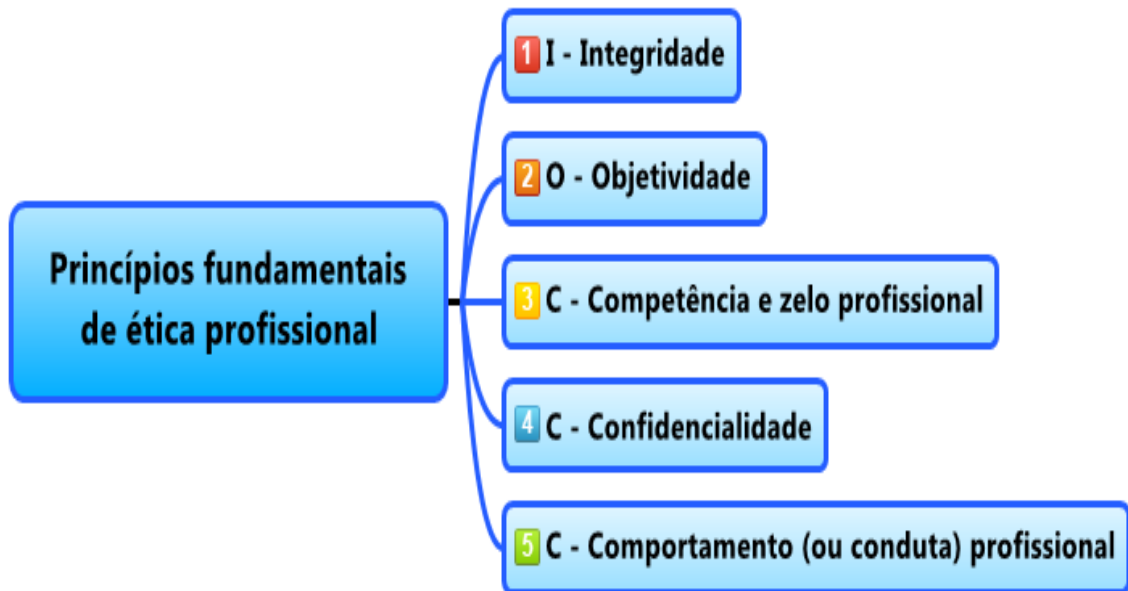 Princípios fundamentais
de ética profissional
1 I - Integridade
2 O - Objetividade
3 C - Competência e zelo profissional
4 C - Confidencialidade
5 C - Comportamento (ou conduta) profissional